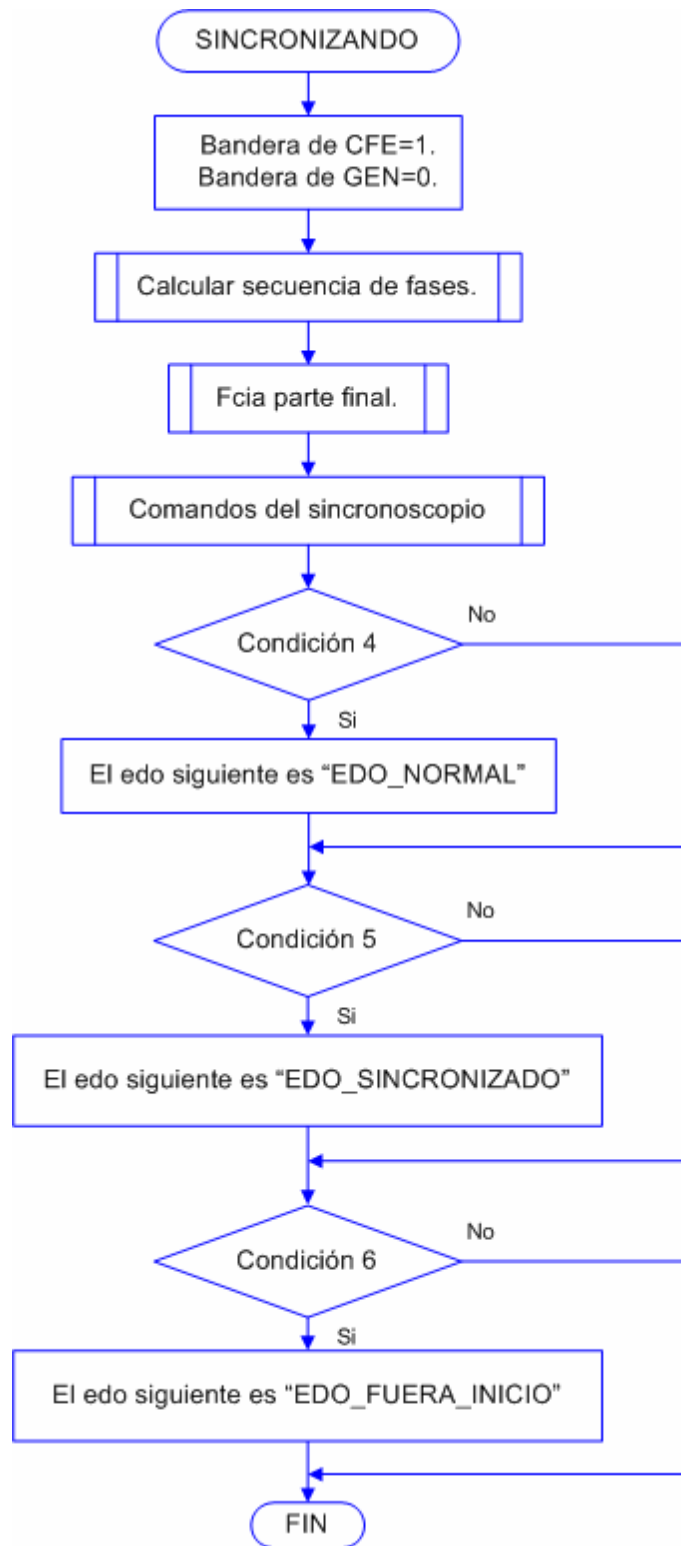 SINCRONIZANDO
Bandera de CFE=1.
Bandera de GEN=0.
Calcular secuencia de fases.
Fcia parte final.
Comandos del sincronoscopio
Condición 4
No
Si
El edo siguiente es “EDO_NORMAL”
Condición 5
No
Si
El edo siguiente es “EDO_SINCRONIZADO”
Condición 6
No
Si
El edo siguiente es “EDO_FUERA_INICIO”
FIN